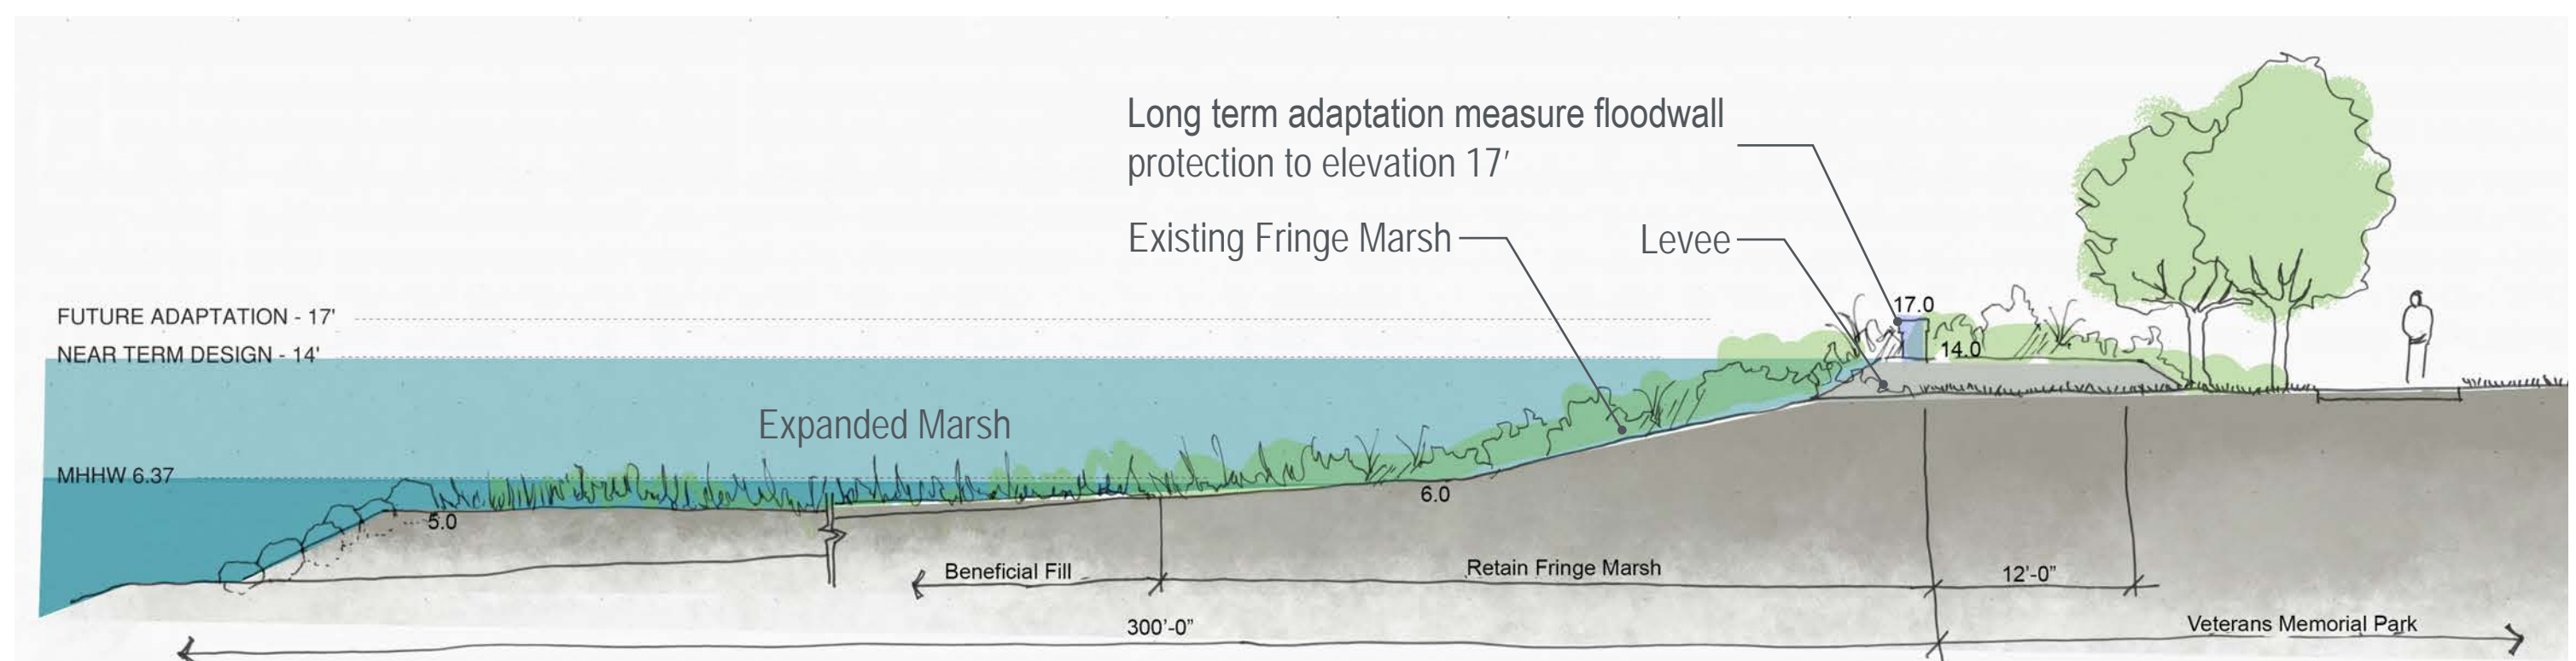 Long term adaptation measure floodwall
protection to elevation 17'
Existing Fringe Marsh
Levee
17.0
FUTURE ADAPTATION - 17'
NEAR TERM DESIGN - 14'
14.0
Expanded Marsh
MHHW 6.37
5.0
6.0
Beneficial Fill
Retain Fringe Marsh
12'-0"
300'-0"
Veterans Memorial Park